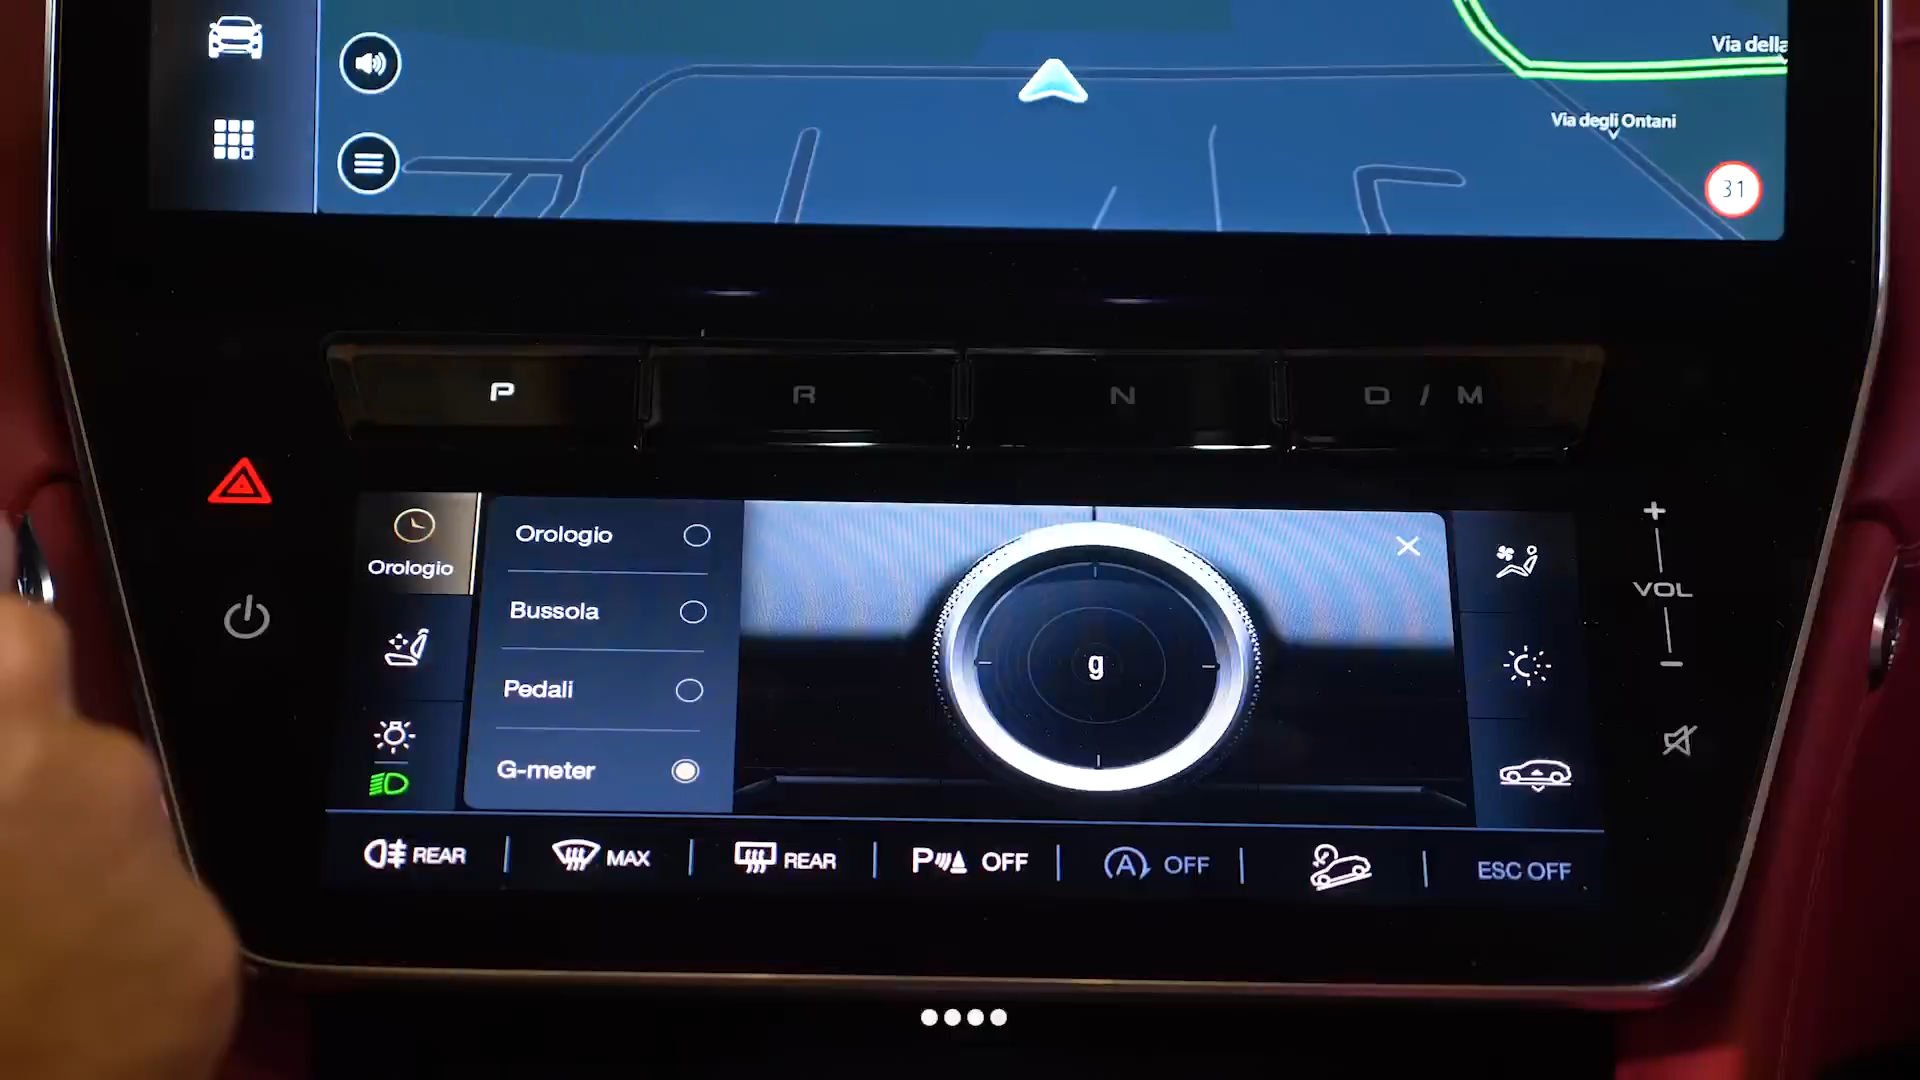 Via della
Via degli Ontani
31
P
R
N
D / M
Orologio
Orologio
Bussola
Pedali
G-meter
g
+
VOL
−
REAR
MAX
REAR
P OFF
A OFF
ESC OFF